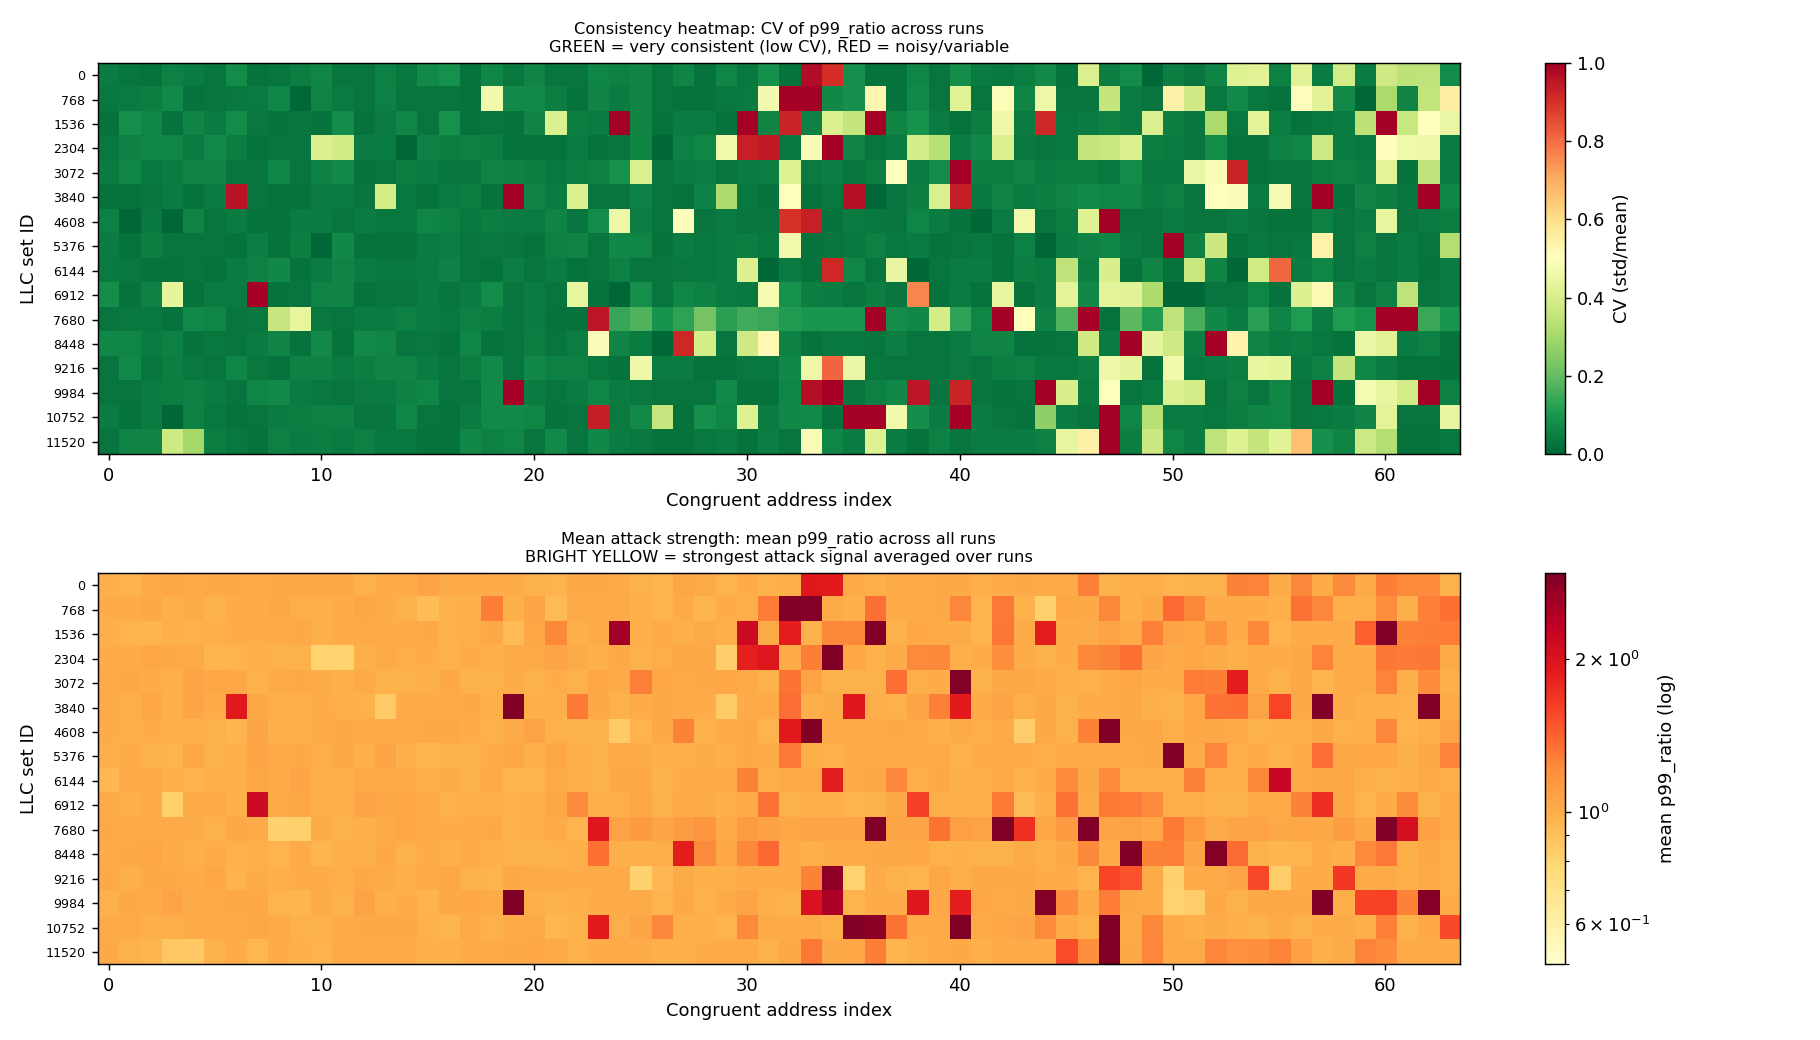 Consistency heatmap: CV of p99_ratio across runs
GREEN = very consistent (low CV), RED = noisy/variable
LLC set ID
0
768
1536
2304
3072
3840
4608
5376
6144
6912
7680
8448
9216
9984
10752
11520
0 10 20 30 40 50 60
Congruent address index
1.0
0.8
0.6
0.4
0.2
0.0
CV (std/mean)
Mean attack strength: mean p99_ratio across all runs
BRIGHT YELLOW = strongest attack signal averaged over runs
LLC set ID
0
768
1536
2304
3072
3840
4608
5376
6144
6912
7680
8448
9216
9984
10752
11520
0 10 20 30 40 50 60
Congruent address index
2 × 10⁰
10⁰
6 × 10⁻¹
mean p99_ratio (log)